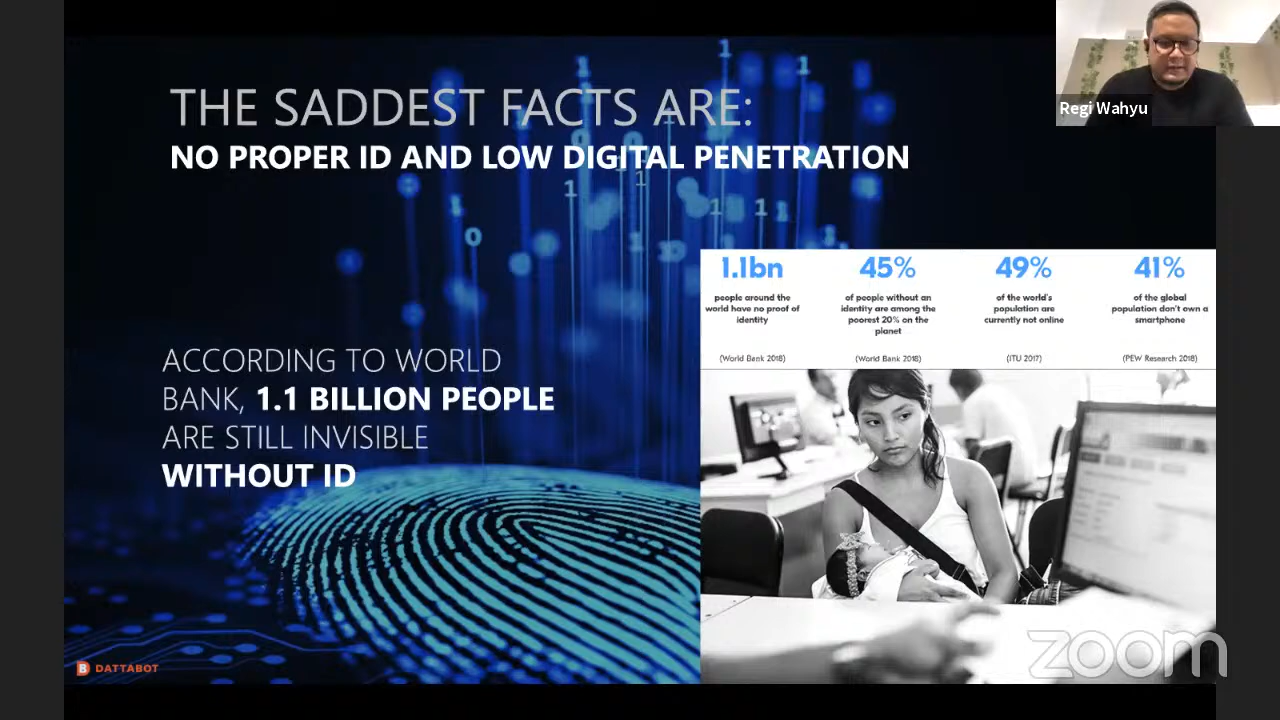 THE SADDEST FACTS ARE:
NO PROPER ID AND LOW DIGITAL PENETRATION
Regi Wahyu
1.1bn
people around the
world have no proof of
identity
(World Bank 2018)
45%
of people without an
identity are among the
poorest 20% on the
planet
(World Bank 2018)
49%
of the world's
population are
currently not online
(ITU 2017)
41%
of the global
population don't own a
smartphone
(PEW Research 2018)
ACCORDING TO WORLD
BANK, 1.1 BILLION PEOPLE
ARE STILL INVISIBLE
WITHOUT ID
B DATTABOT
zoom